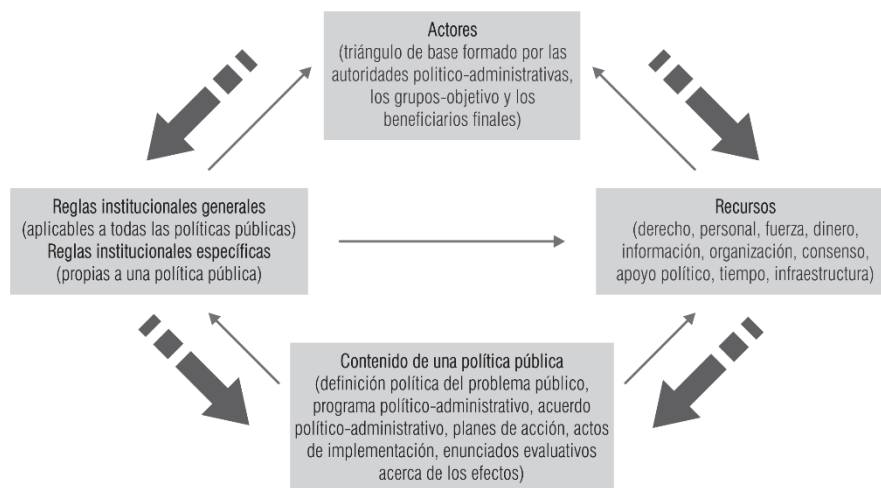 Actores
(triángulo de base formado por las
autoridades politico-administrativas,
los grupos-objetivo y los
beneficiarios finales)
Reglas institucionales generales
(aplicables a todas las políticas públicas)
Reglas institucionales específicas
(propias a una política pública)
Recursos
(derecho, personal, fuerza, dinero,
información, organización, consenso,
apoyo político, tiempo, infraestructura)
Contenido de una política pública
(definición política del problema público,
programa político-administrativo, acuerdo
político-administrativo, planes de acción, actos
de implementación, enunciados evaluativos
acerca de los efectos)